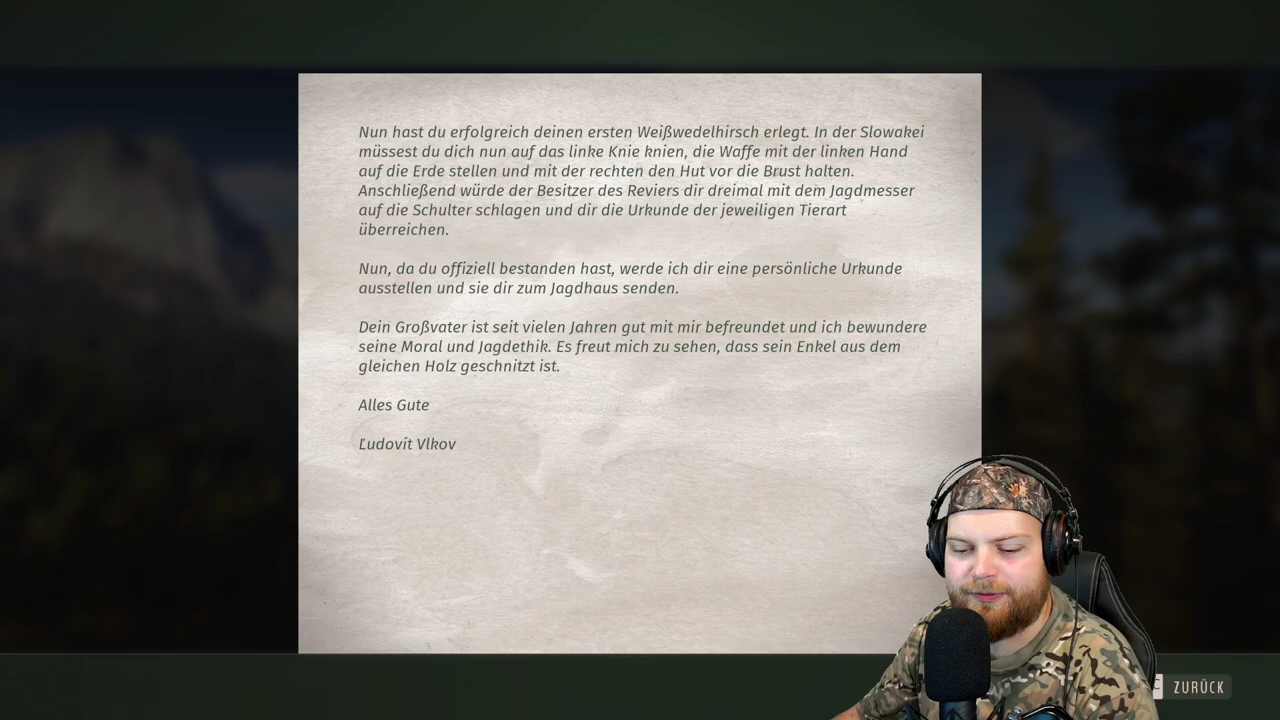 Nun hast du erfolgreich deinen ersten Weißwedelhirsch erlegt. In der Slowakei
müssest du dich nun auf das linke Knie knien, die Waffe mit der linken Hand
auf die Erde stellen und mit der rechten den Hut vor die Brust halten.
Anschließend würde der Besitzer des Reviers dir dreimal mit dem Jagdmesser
auf die Schulter schlagen und dir die Urkunde der jeweiligen Tierart
überreichen.
Nun, da du offiziell bestanden hast, werde ich dir eine persönliche Urkunde
ausstellen und sie dir zum Jagdhaus senden.
Dein Großvater ist seit vielen Jahren gut mit mir befreundet und ich bewundere
seine Moral und Jagdethik. Es freut mich zu sehen, dass sein Enkel aus dem
gleichen Holz geschnitzt ist.
Alles Gute
Ľudovít Vlkov
ZURÜCK